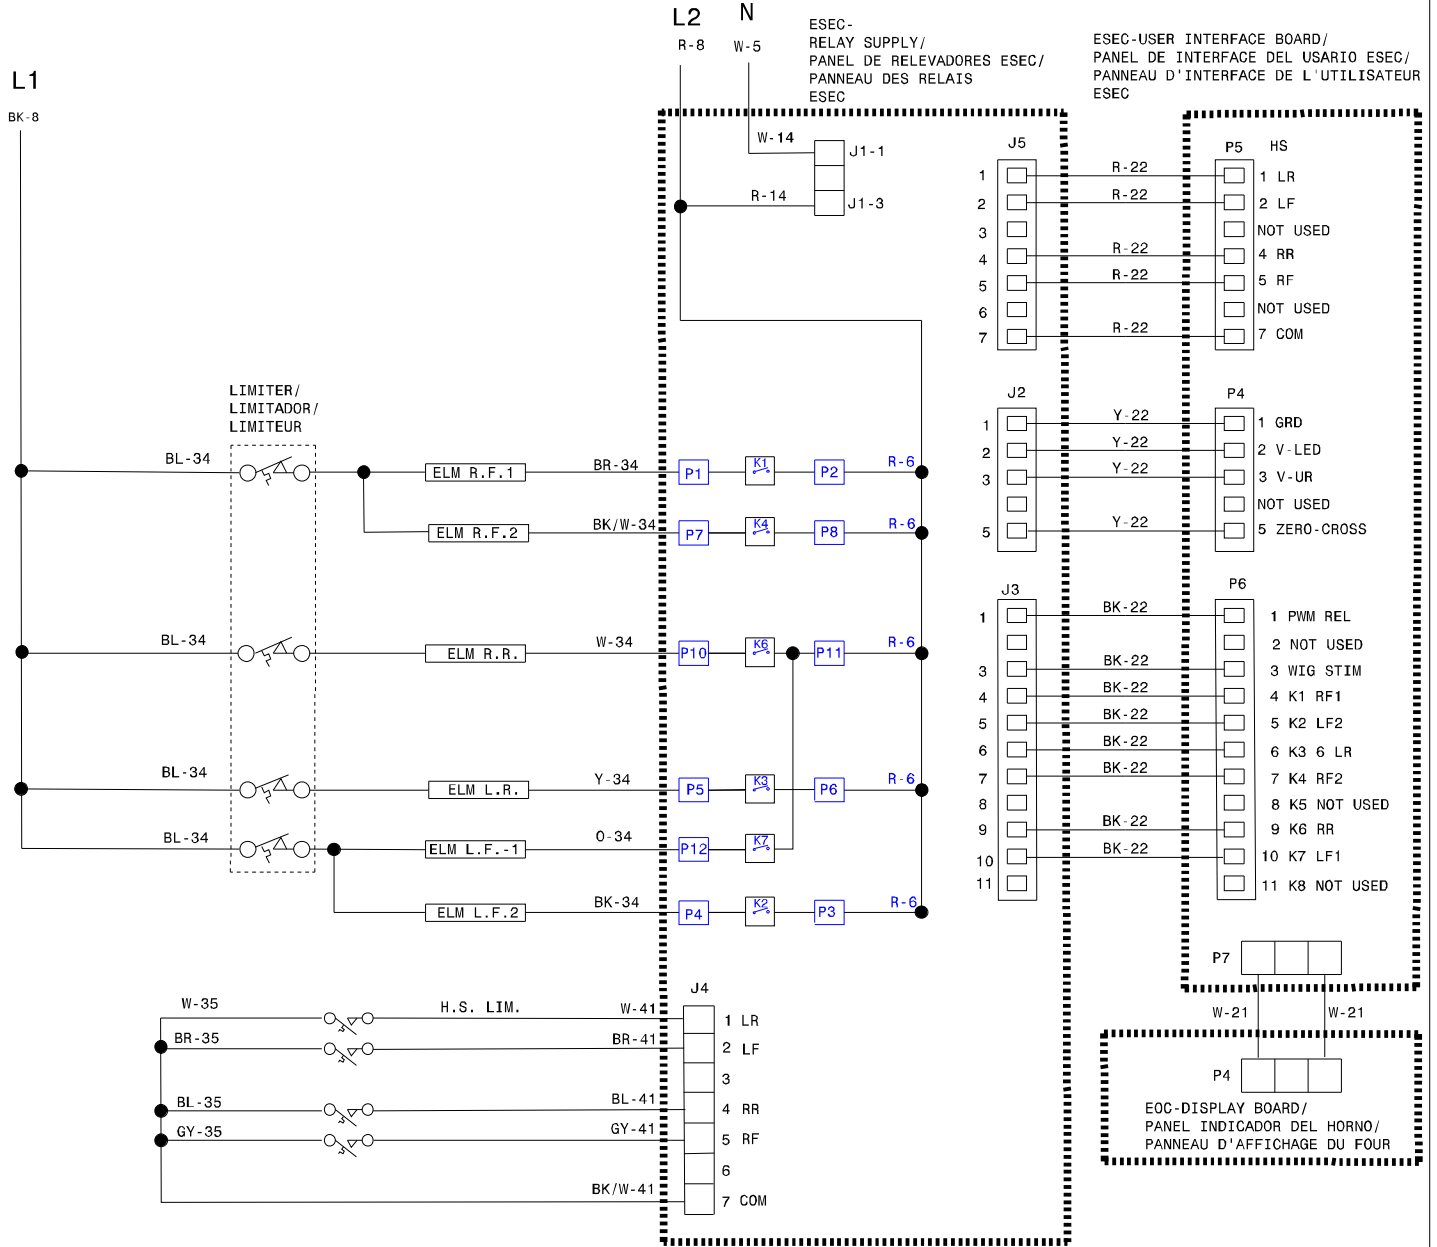 L1
BK-8
L2
R-8
N
W-5
ESEC-
RELAY SUPPLY/
PANEL DE RELEVADORES ESEC/
PANNEAU DES RELAIS
ESEC
ESEC-USER INTERFACE BOARD/
PANEL DE INTERFACE DEL USARIO ESEC/
PANNEAU D'INTERFACE DE L'UTILISATEUR
ESEC
W-14
J1-1
R-14
J1-3
J5
P5 HS
1 R-22 1 LR
2 R-22 2 LF
3 NOT USED
4 R-22 4 RR
5 R-22 5 RF
6 NOT USED
7 R-22 7 COM
LIMITER/
LIMITADOR/
LIMITEUR
J2
P4
1 Y-22 1 GRD
2 Y-22 2 V-LED
3 Y-22 3 V-UR
NOT USED
5 Y-22 5 ZERO-CROSS
BL-34 ELM R.F.1 BR-34 P1 K1 P2 R-6
ELM R.F.2 BK/W-34 P7 K4 P8 R-6
BL-34 ELM R.R. W-34 P10 K6 P11 R-6
BL-34 ELM L.R. Y-34 P5 K3 P6 R-6
BL-34 ELM L.F.-1 O-34 P12 K7
ELM L.F.2 BK-34 P4 K2 P3 R-6
J3
P6
1 BK-22 1 PWM REL
2 NOT USED
3 BK-22 3 WIG STIM
4 BK-22 4 K1 RF1
5 BK-22 5 K2 LF2
6 BK-22 6 K3 6 LR
7 BK-22 7 K4 RF2
8 8 K5 NOT USED
9 BK-22 9 K6 RR
10 BK-22 10 K7 LF1
11 11 K8 NOT USED
P7
W-21 W-21
P4
EOC-DISPLAY BOARD/
PANEL INDICADOR DEL HORNO/
PANNEAU D'AFFICHAGE DU FOUR
J4
W-35 H.S. LIM. W-41 1 LR
BR-35 BR-41 2 LF
3
BL-35 BL-41 4 RR
GY-35 GY-41 5 RF
6
BK/W-41 7 COM